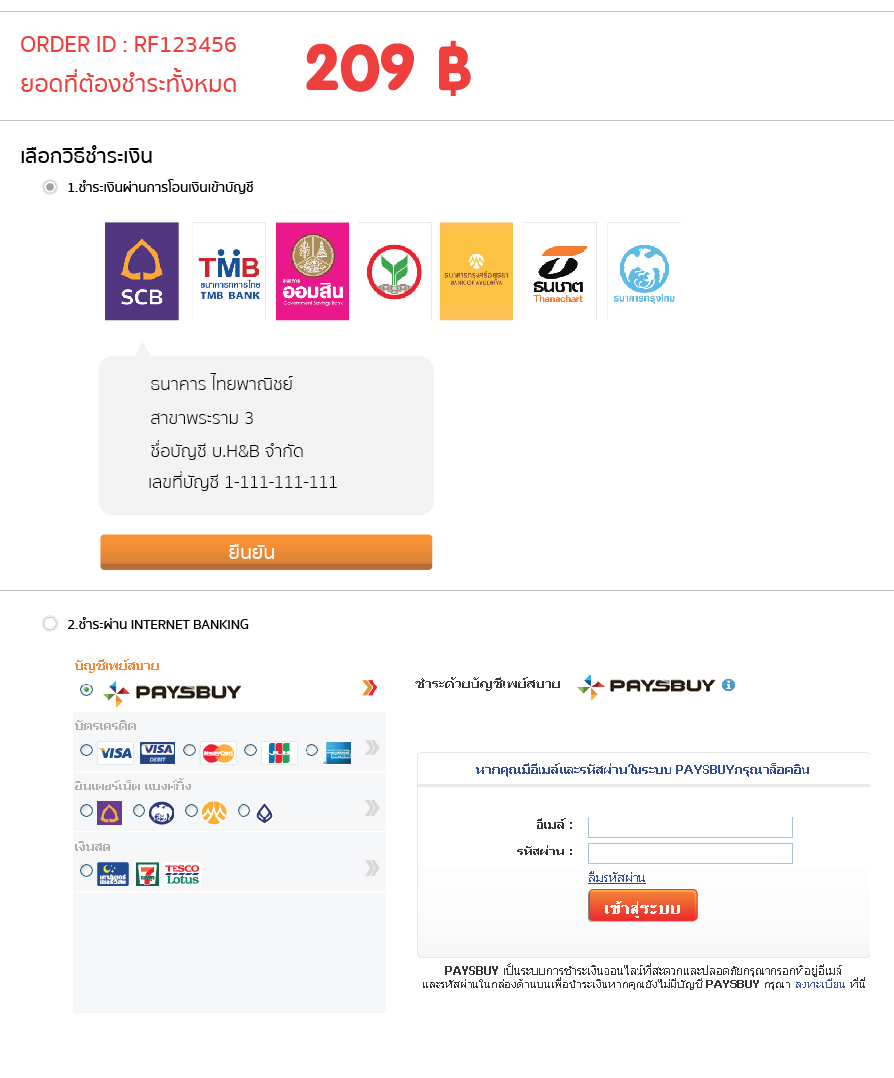 ORDER ID : RF123456
ยอดที่ต้องชำระทั้งหมด
209 ฿
เลือกวิธีชำระเงิน
1.ชำระเงินผ่านการโอนเงินเข้าบัญชี
SCB
TMB
ธนาคารทหารไทย
TMB BANK
ธนาคาร
ออมสิน
Government Savings Bank
ธนาคารกรุงศรีอยุธยา
BANK OF AYUDHYA
ธนชาต
Thanachart
ธนาคารกรุงไทย
ธนาคาร ไทยพาณิชย์
สาขาพระราม 3
ชื่อบัญชี บ.H&B จำกัด
เลขที่บัญชี 1-111-111-111
ยืนยัน
2.ชำระผ่าน INTERNET BANKING
บัญชีเพย์สบาย
PAYSBUY
ชำระด้วยบัญชีเพย์สบาย PAYSBUY
บัตรเครดิต
VISA VISA DEBIT MasterCard JCB
อินเตอร์เน็ต แบงค์กิ้ง
เงินสด
เคาน์เตอร์เซอร์วิส
7
TESCO Lotus
หากคุณมีอีเมล์และรหัสผ่านในระบบ PAYSBUYกรุณาล็อคอิน
อีเมล์ :
รหัสผ่าน :
ลืมรหัสผ่าน
เข้าสู่ระบบ
PAYSBUY เป็นระบบการชำระเงินออนไลน์ที่สะดวกและปลอดภัยกรุณากรอกที่อยู่อีเมล์
และรหัสผ่านในกล่องด้านบนเพื่อชำระเงินหากคุณยังไม่มีบัญชี PAYSBUY กรุณา ลงทะเบียน ที่นี่